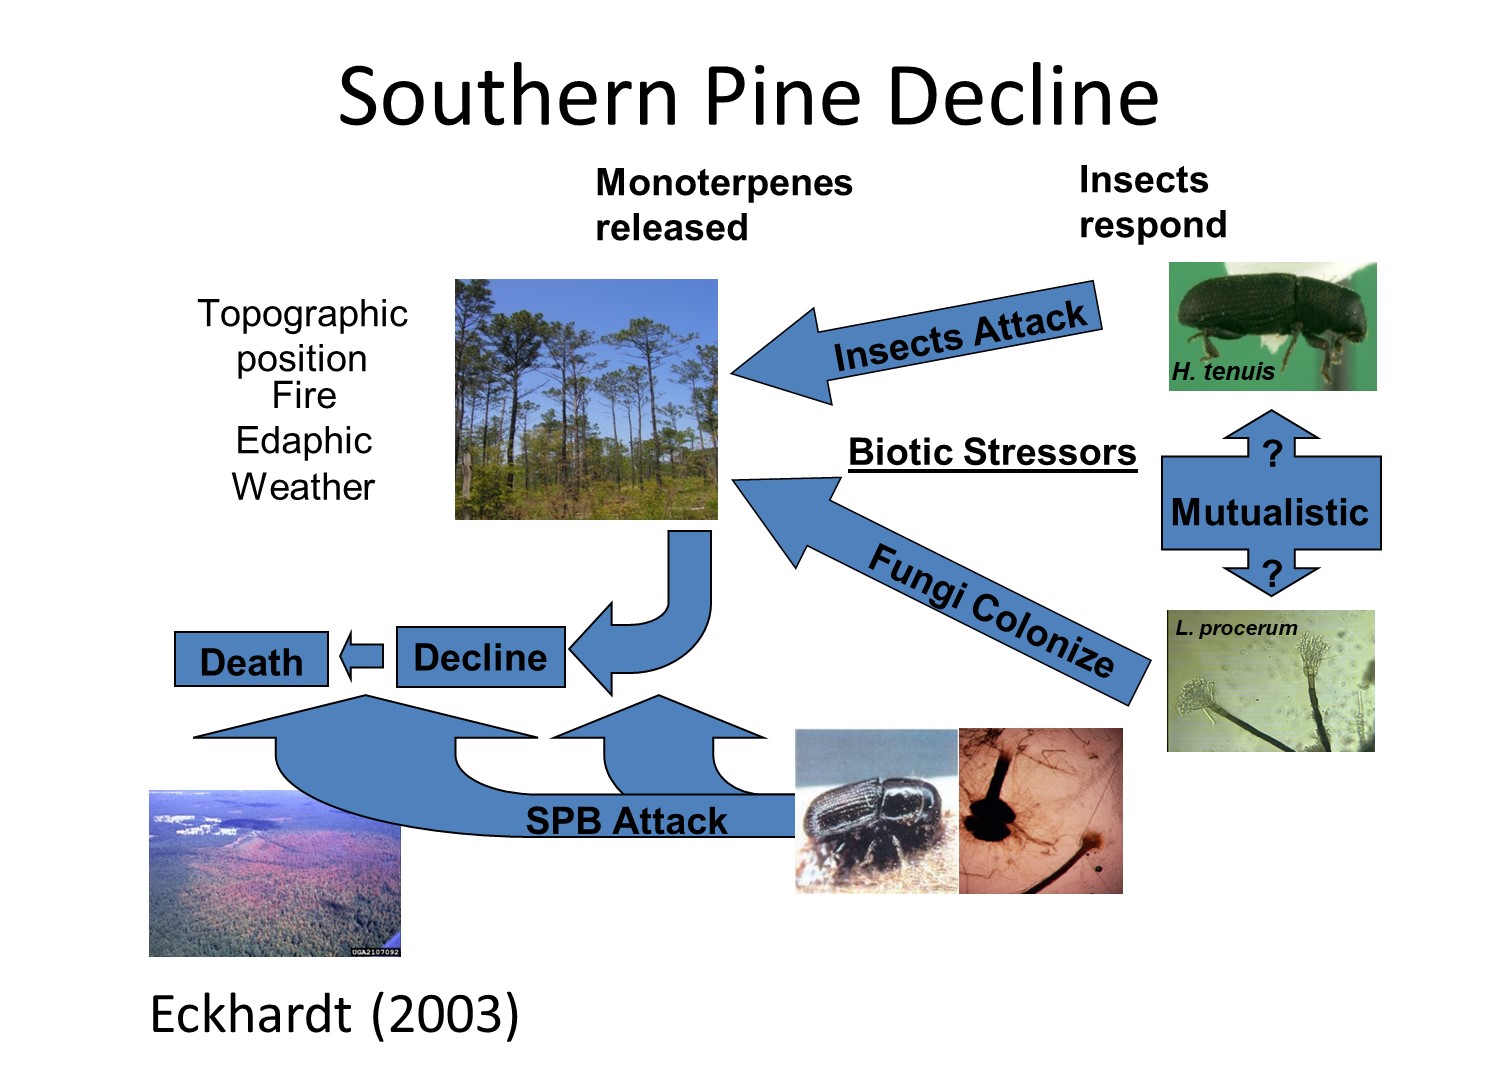 Southern Pine Decline
Monoterpenes
released
Insects
respond
Topographic
position
Fire
Edaphic
Weather
Insects Attack
H. tenuis
Biotic Stressors
?
Mutualistic
?
Fungi Colonize
L. procerum
Death
Decline
SPB Attack
UGA2107092
Eckhardt (2003)